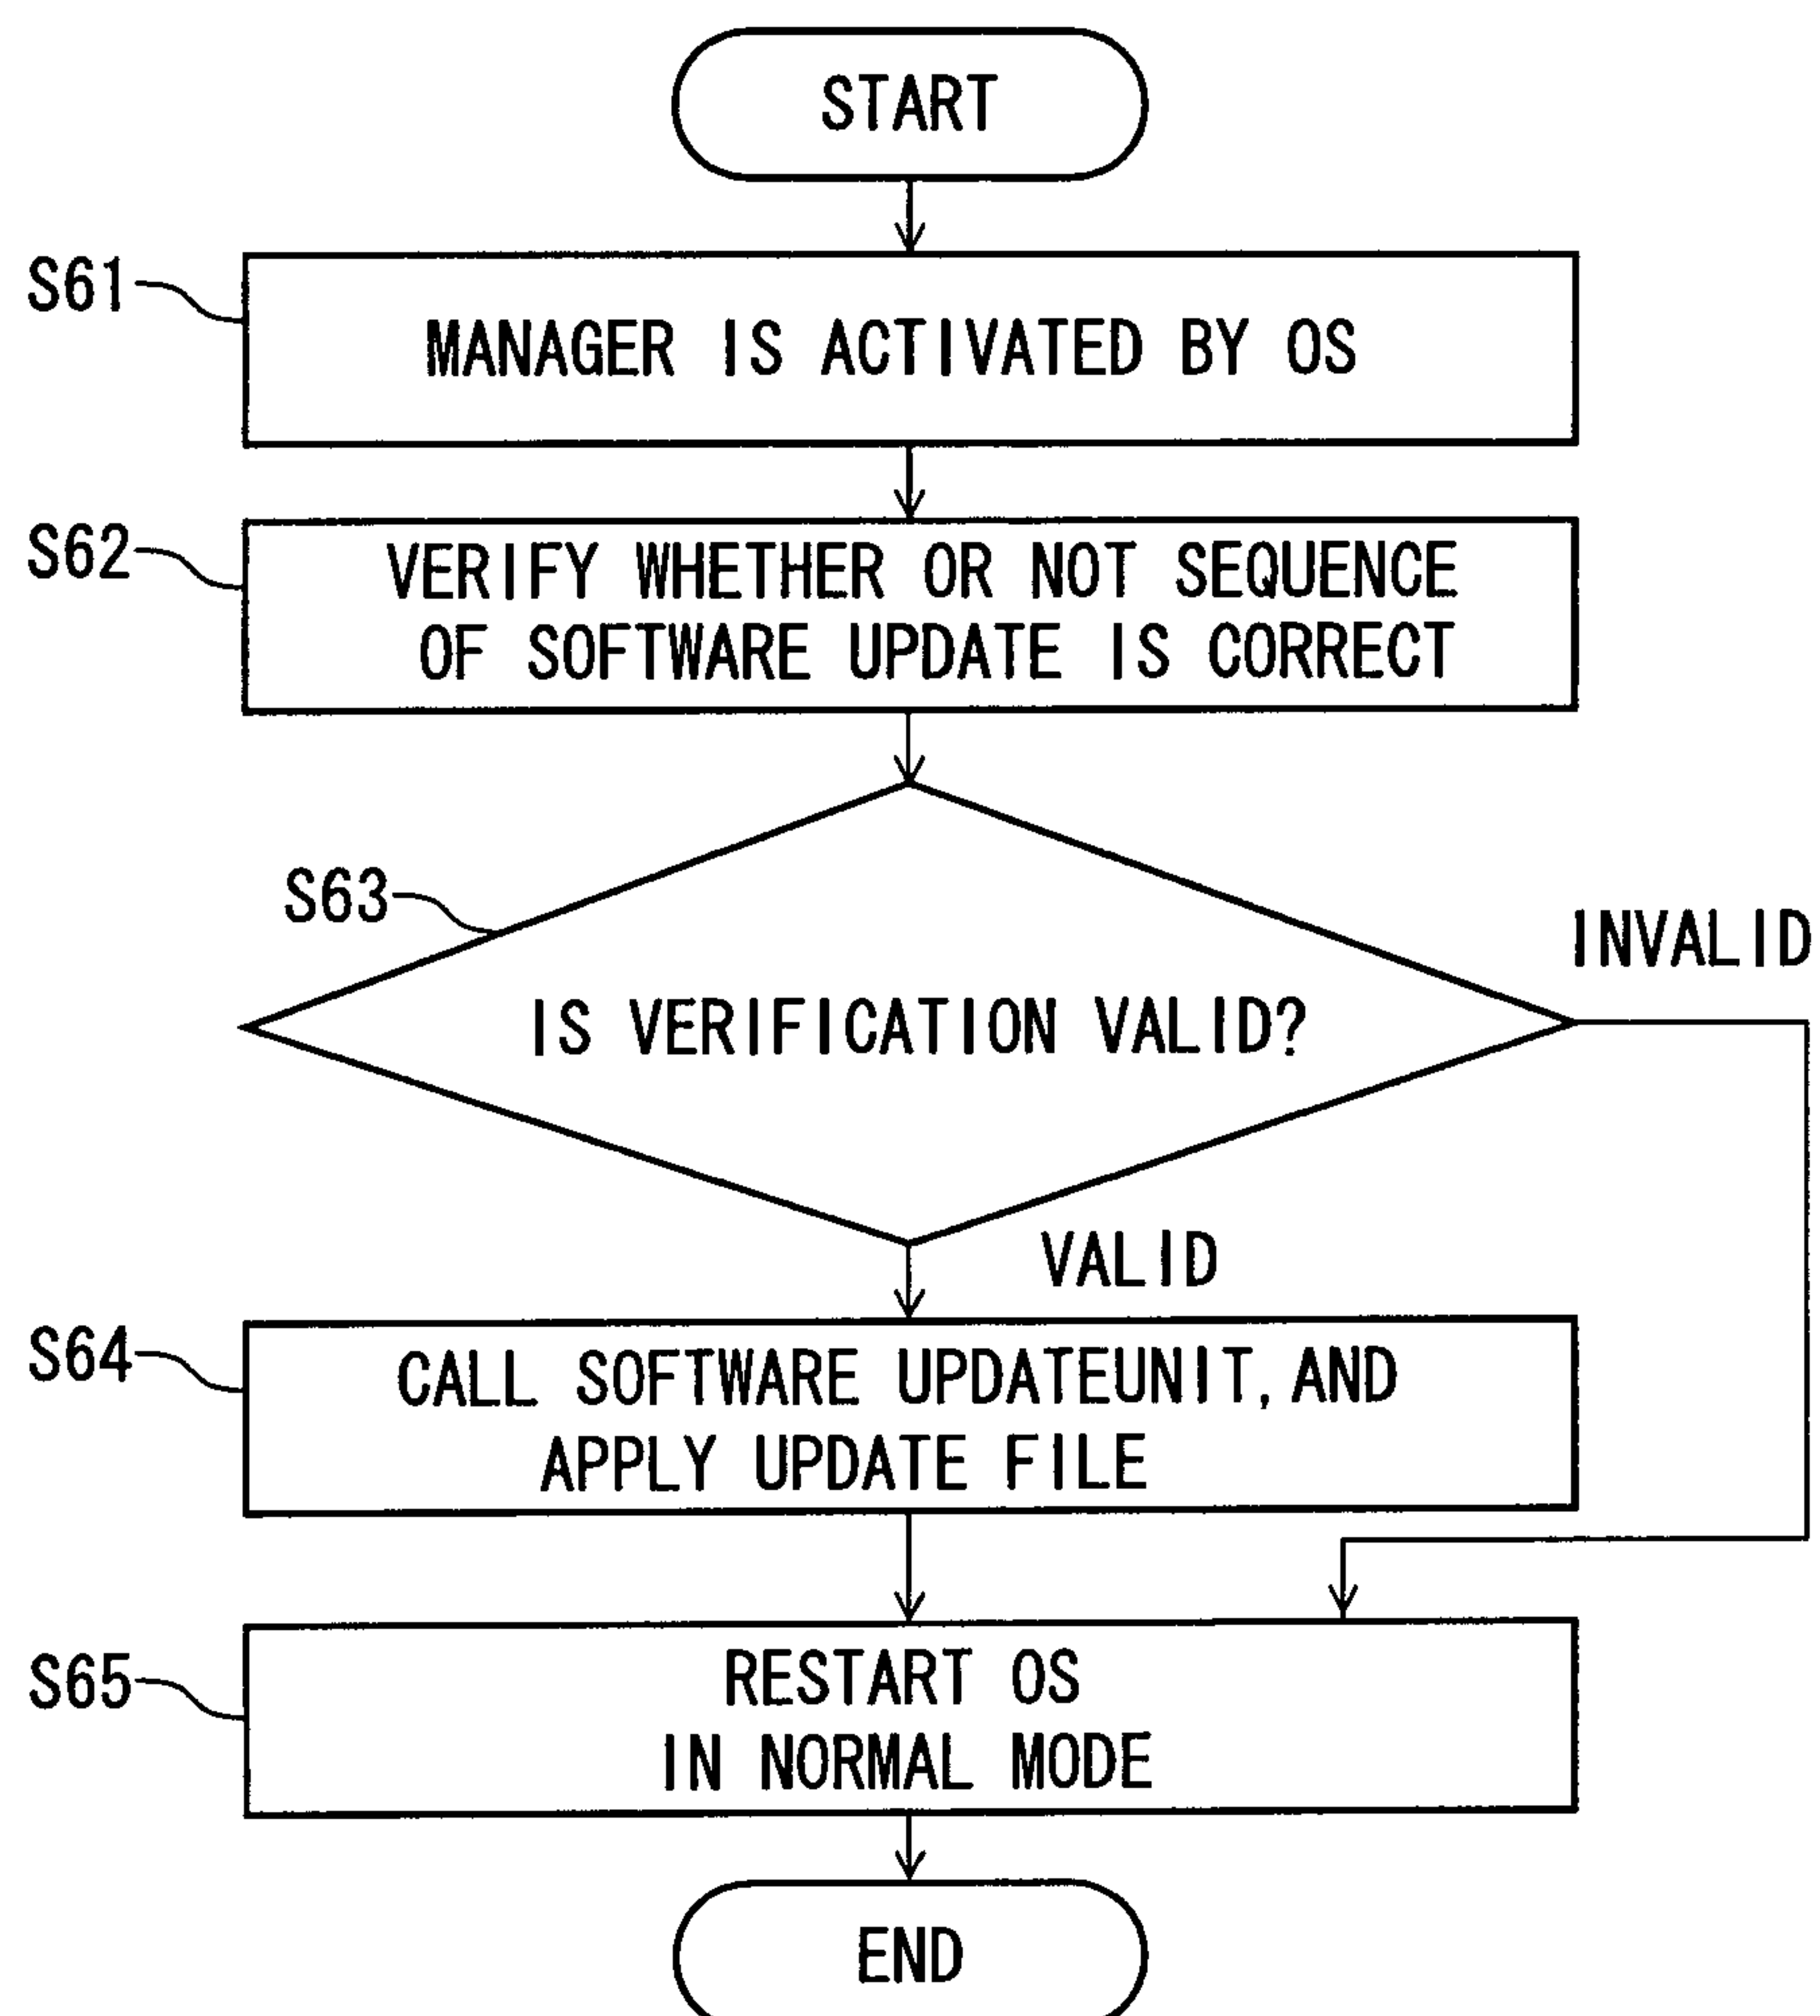 START
S61
MANAGER IS ACTIVATED BY OS
S62
VERIFY WHETHER OR NOT SEQUENCE
OF SOFTWARE UPDATE IS CORRECT
S63
IS VERIFICATION VALID?
INVALID
VALID
S64
CALL SOFTWARE UPDATEUNIT, AND
APPLY UPDATE FILE
S65
RESTART OS
IN NORMAL MODE
END